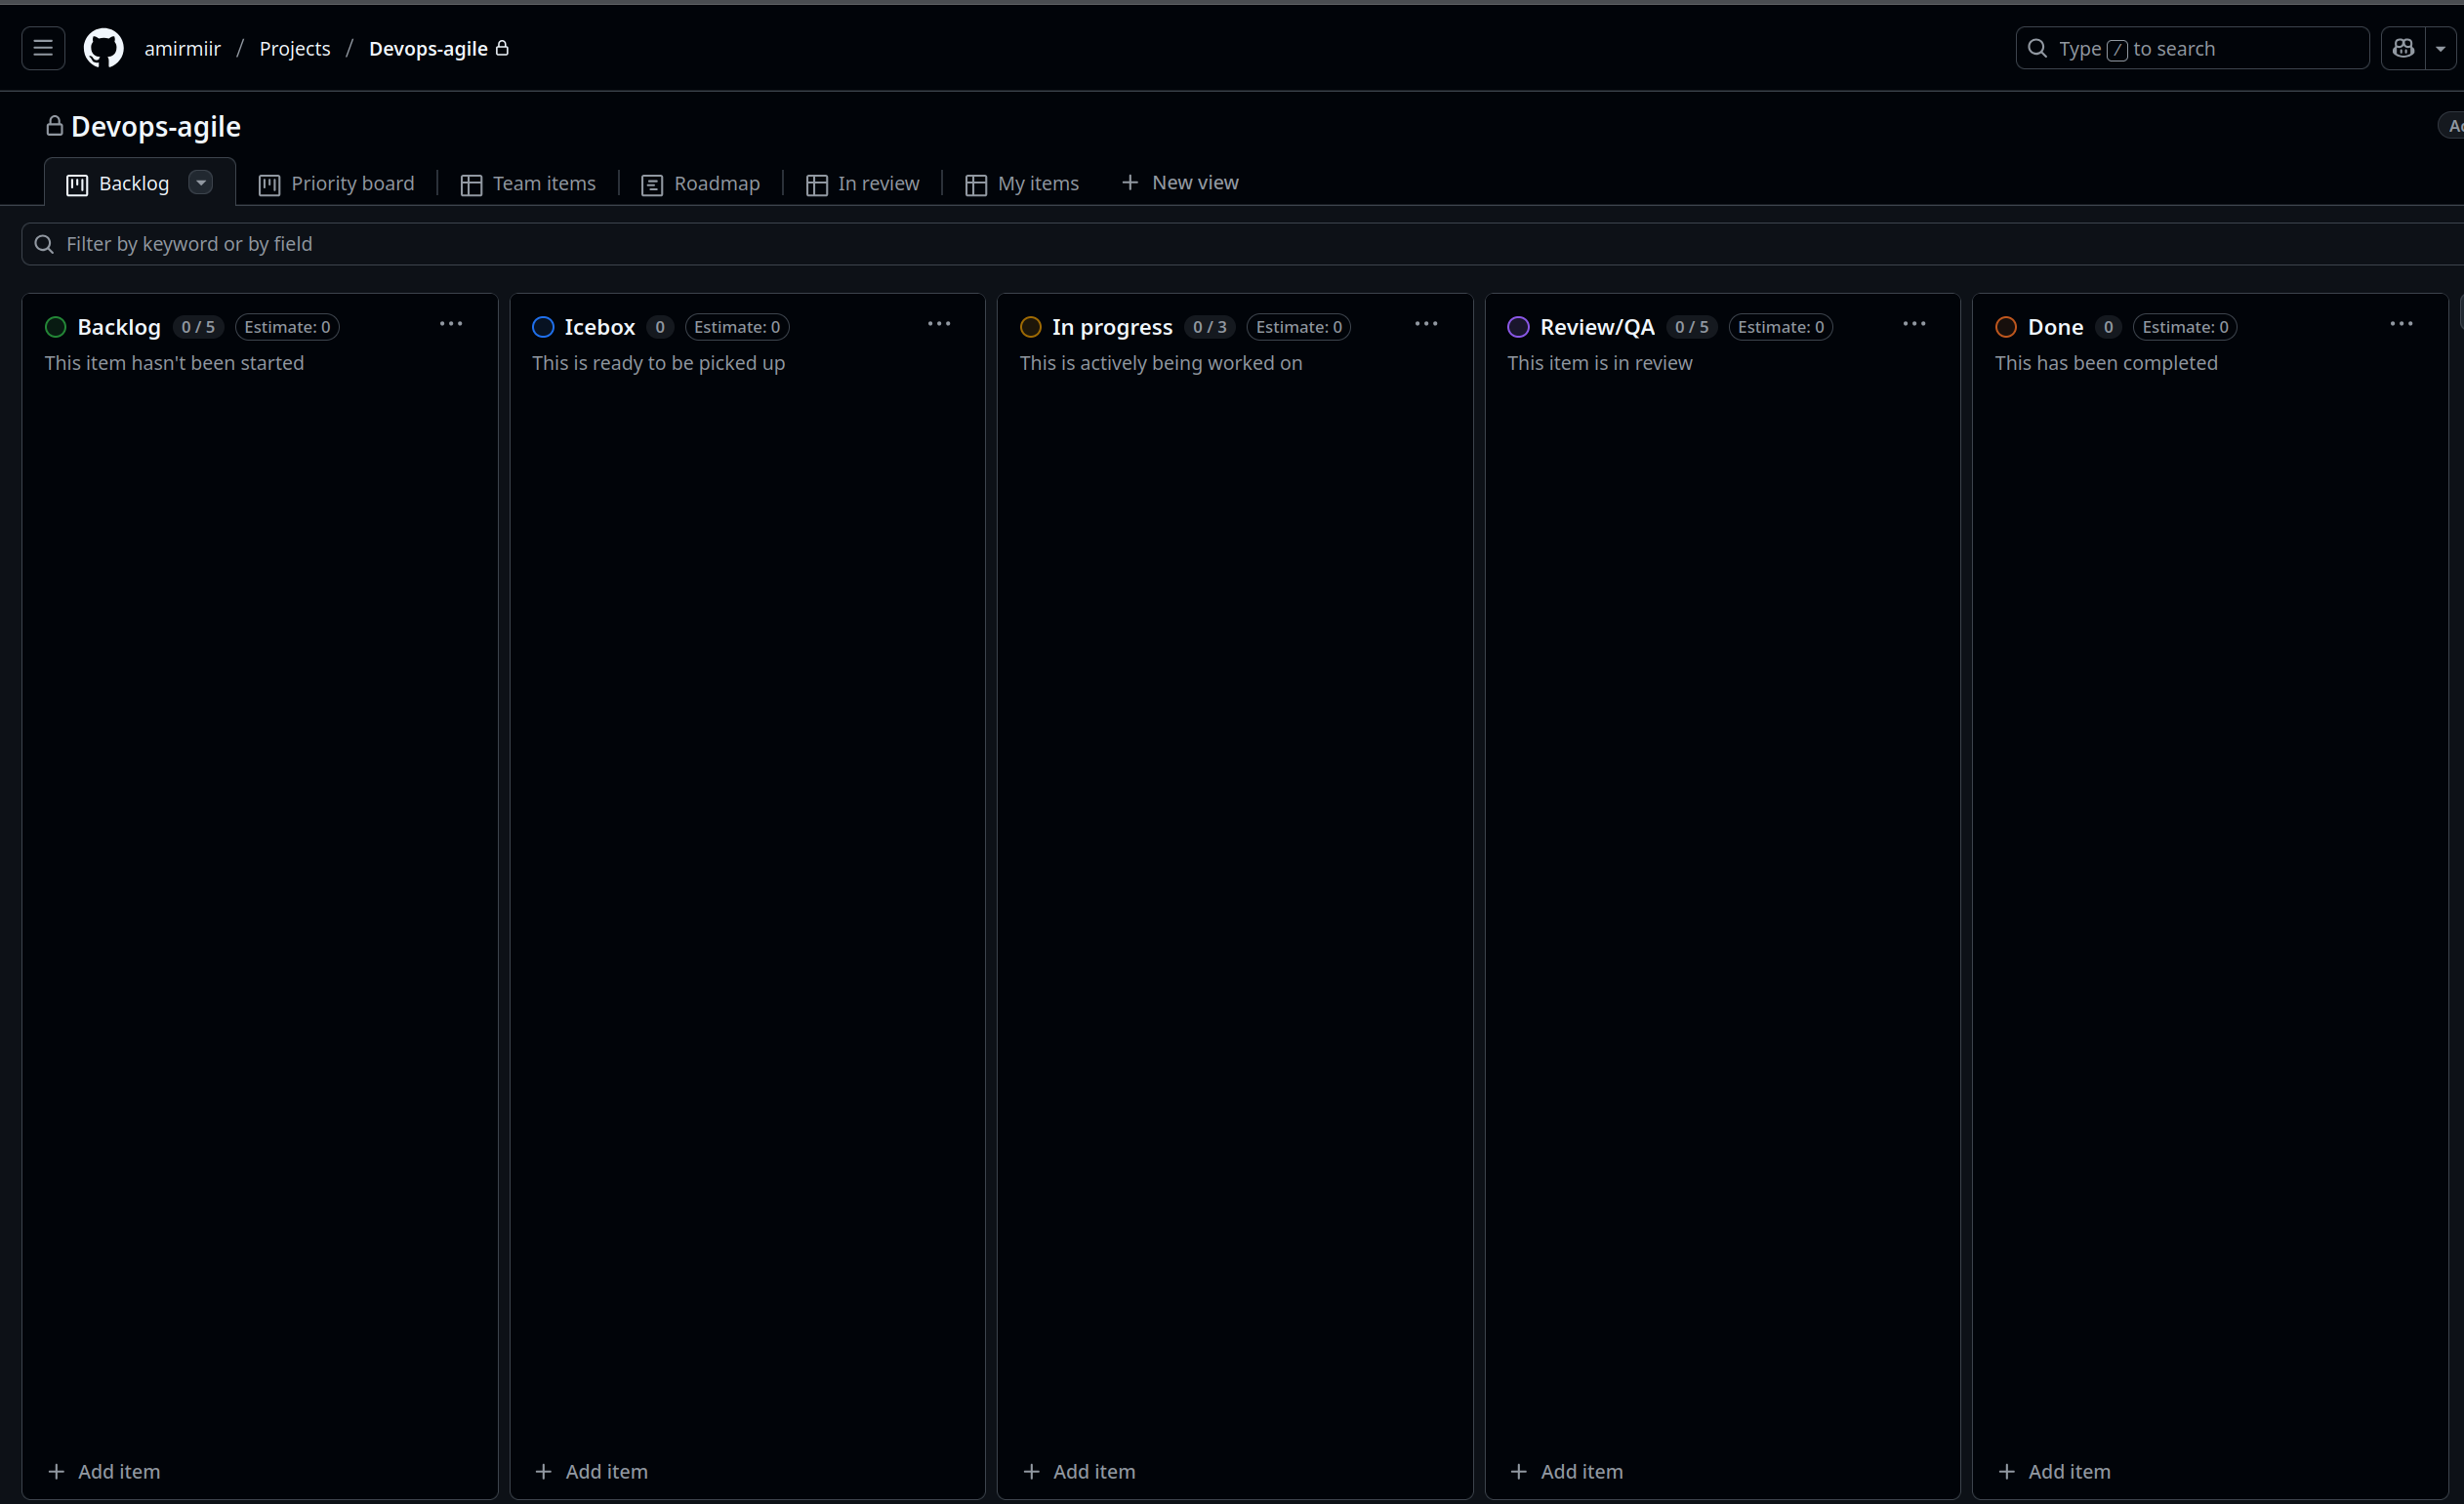 amirmiir / Projects / Devops-agile
Type / to search
Devops-agile
Backlog
Priority board
Team items
Roadmap
In review
My items
New view
Filter by keyword or by field
Backlog 0 / 5 Estimate: 0
This item hasn't been started
Add item
Icebox 0 Estimate: 0
This is ready to be picked up
Add item
In progress 0 / 3 Estimate: 0
This is actively being worked on
Add item
Review/QA 0 / 5 Estimate: 0
This item is in review
Add item
Done 0 Estimate: 0
This has been completed
Add item